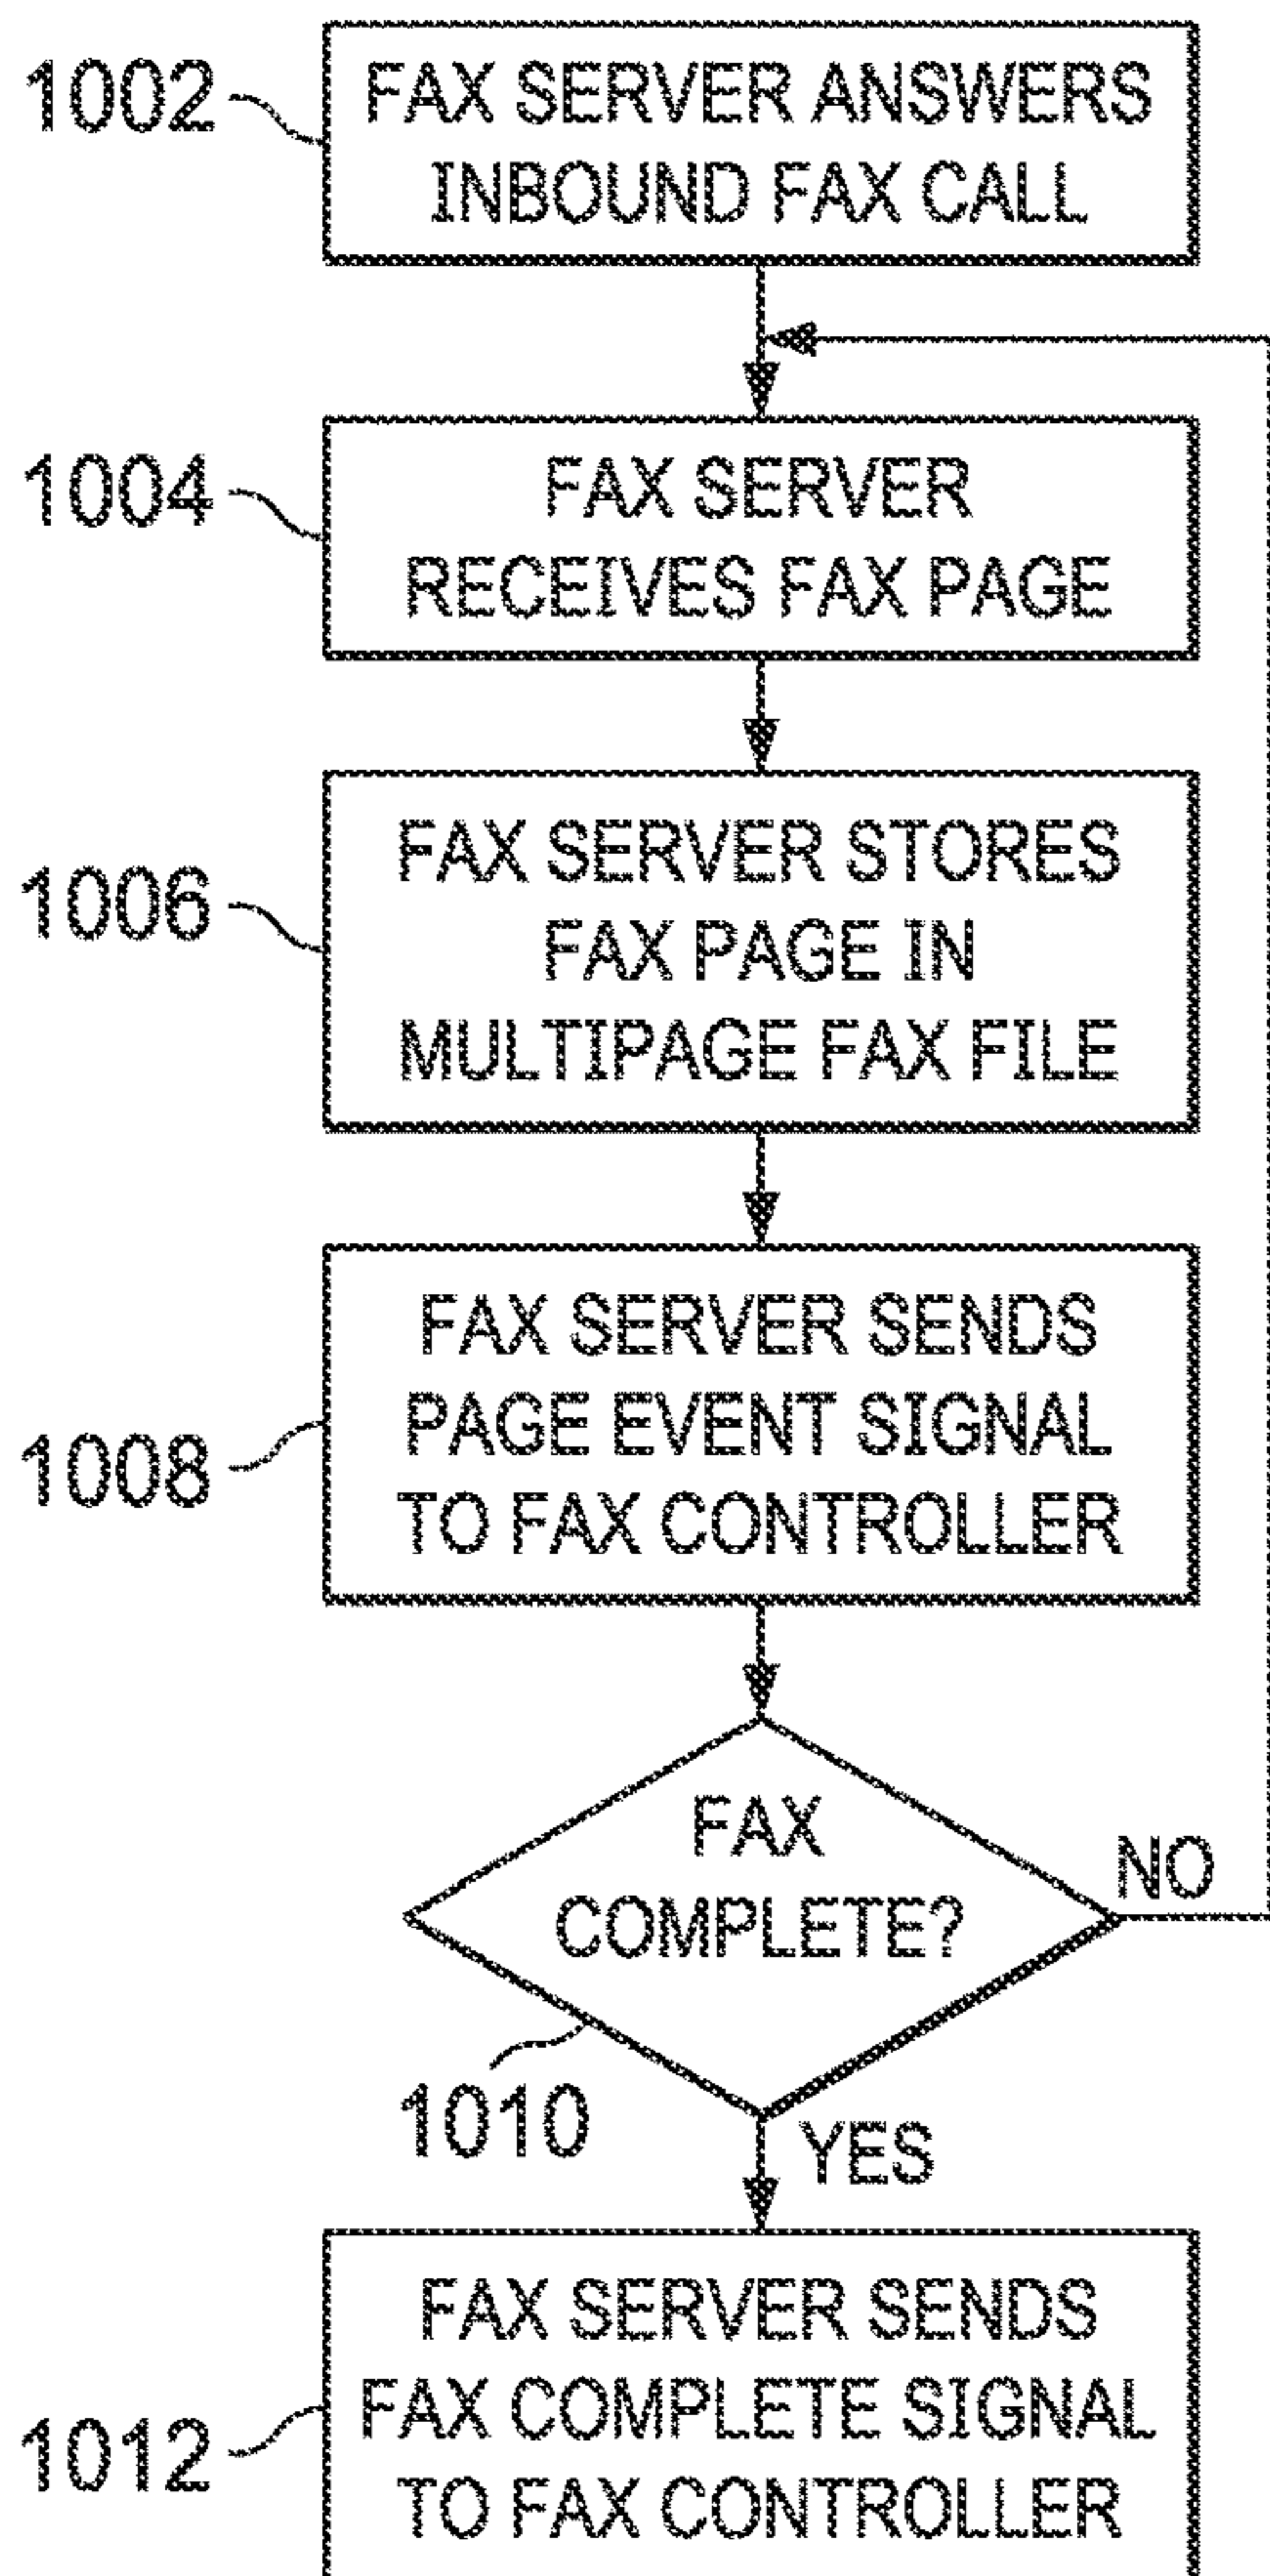 1002
FAX SERVER ANSWERS
INBOUND FAX CALL
1004
FAX SERVER
RECEIVES FAX PAGE
1006
FAX SERVER STORES
FAX PAGE IN
MULTIPAGE FAX FILE
1008
FAX SERVER SENDS
PAGE EVENT SIGNAL
TO FAX CONTROLLER
FAX
COMPLETE?
NO
1010
YES
1012
FAX SERVER SENDS
FAX COMPLETE SIGNAL
TO FAX CONTROLLER